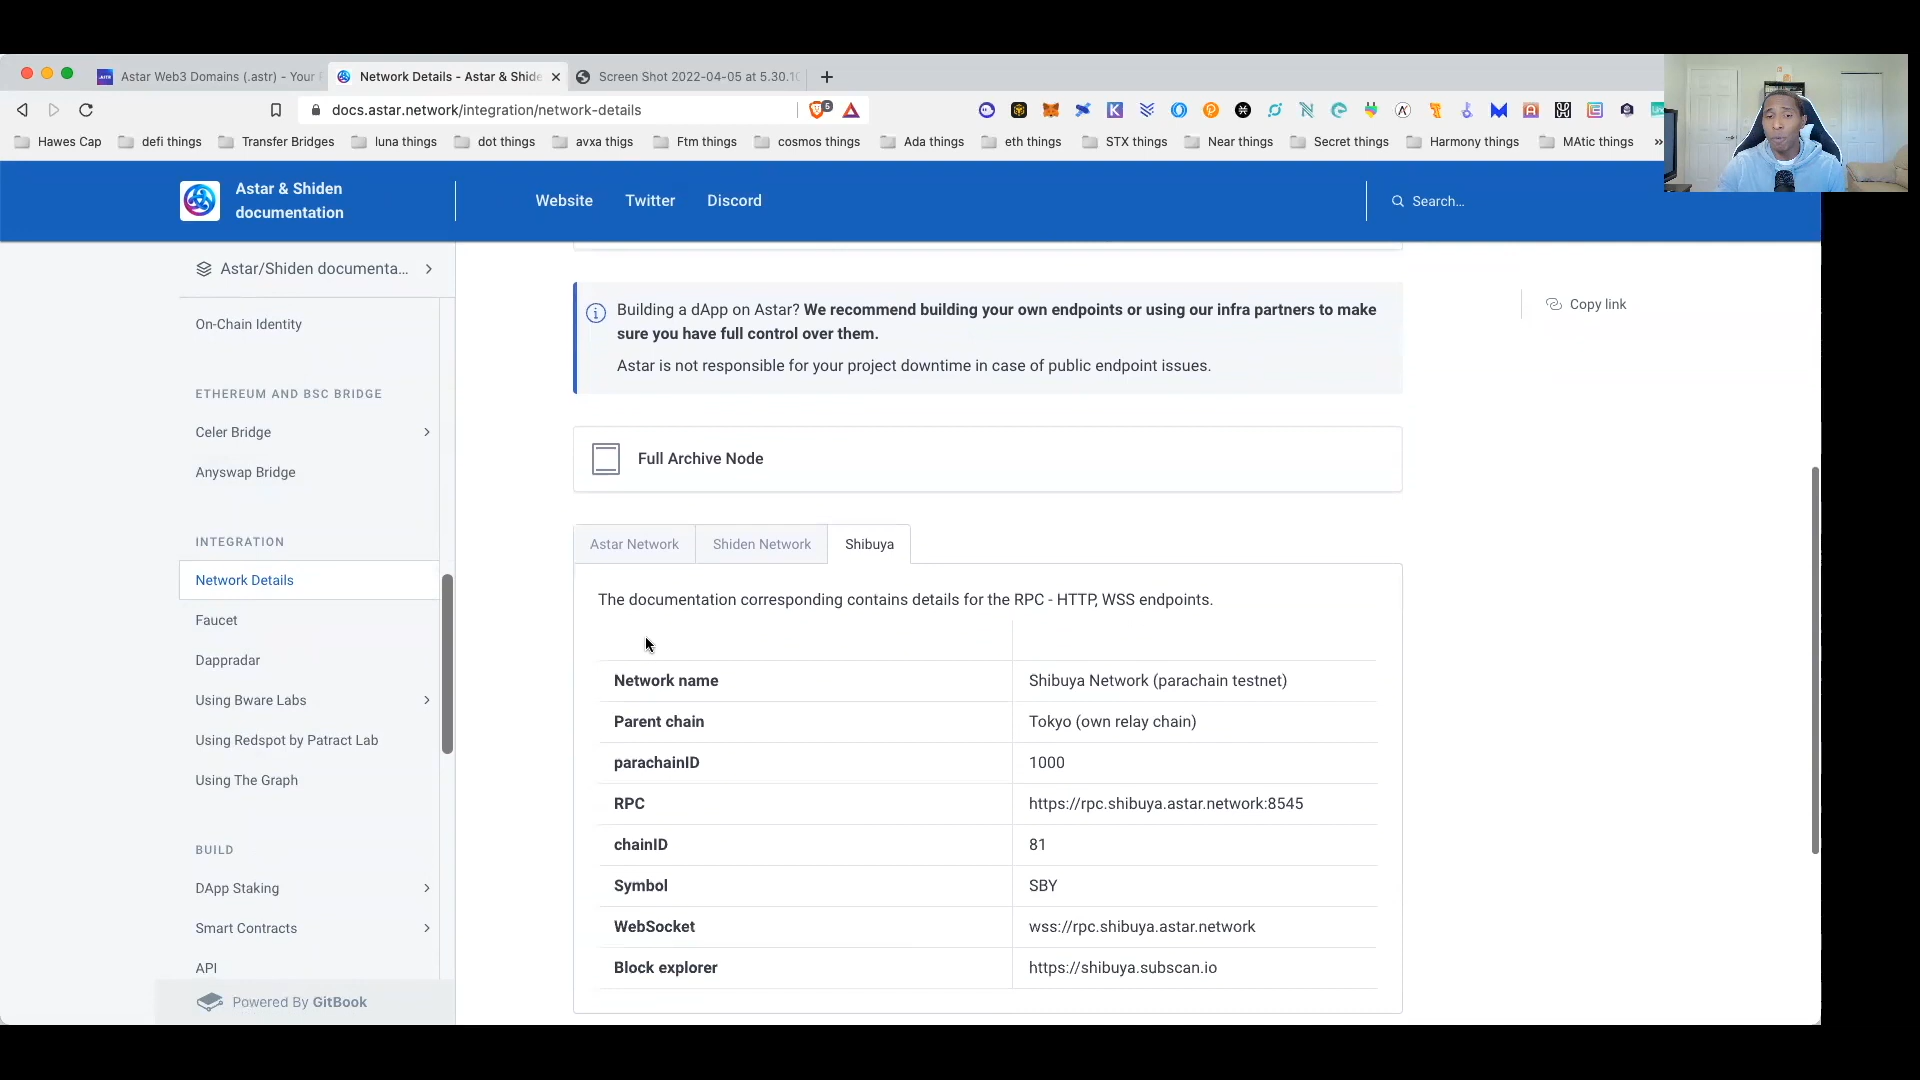 Astar Web3 Domains (.astr) - Your
Network Details - Astar & Shide
Screen Shot 2022-04-05 at 5.30.10
docs.astar.network/integration/network-details
5
Hawes Cap
defi things
Transfer Bridges
luna things
dot things
avxa thigs
Ftm things
cosmos things
Ada things
eth things
STX things
Near things
Secret things
Harmony things
MAtic things
»
Astar & Shiden
documentation
Website
Twitter
Discord
Search...
Astar/Shiden documenta...
On-Chain Identity
ETHEREUM AND BSC BRIDGE
Celer Bridge
Anyswap Bridge
INTEGRATION
Network Details
Faucet
Dappradar
Using Bware Labs
Using Redspot by Patract Lab
Using The Graph
BUILD
DApp Staking
Smart Contracts
API
Powered By GitBook
Building a dApp on Astar? We recommend building your own endpoints or using our infra partners to make
sure you have full control over them.
Astar is not responsible for your project downtime in case of public endpoint issues.
Copy link
Full Archive Node
Astar Network
Shiden Network
Shibuya
The documentation corresponding contains details for the RPC - HTTP, WSS endpoints.
Network name Shibuya Network (parachain testnet)
Parent chain Tokyo (own relay chain)
parachainID 1000
RPC https://rpc.shibuya.astar.network:8545
chainID 81
Symbol SBY
WebSocket wss://rpc.shibuya.astar.network
Block explorer https://shibuya.subscan.io